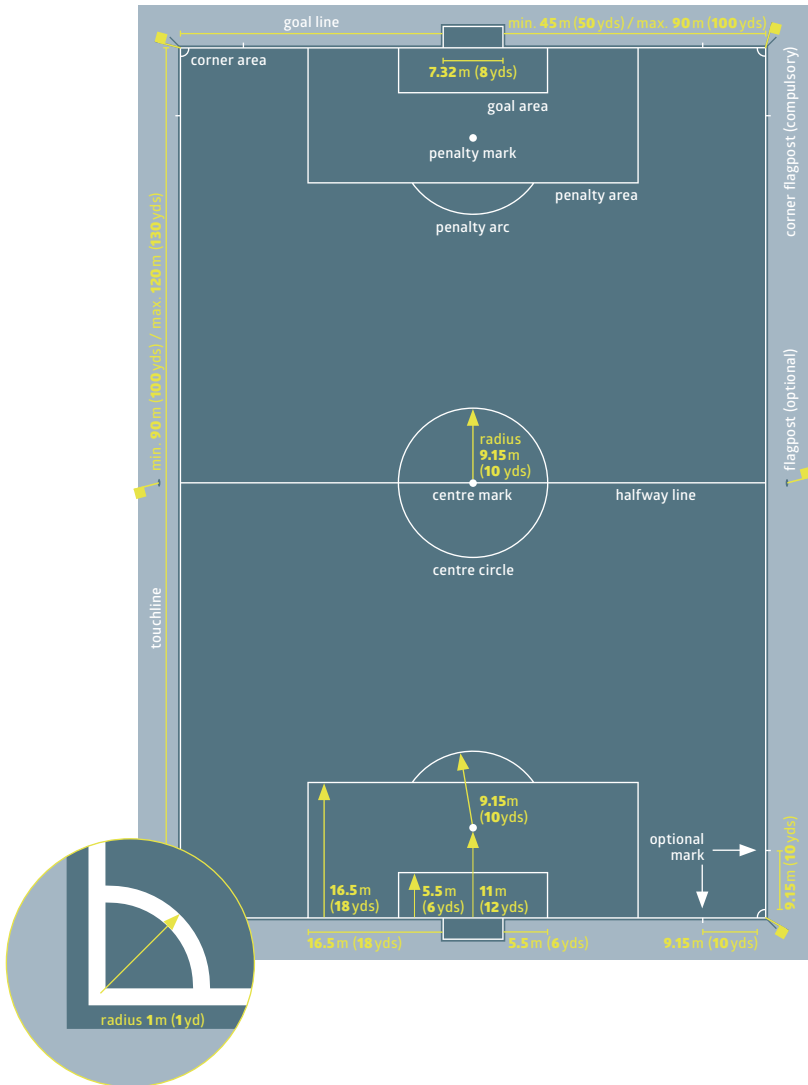 goal line
min. 45 m (50 yds) / max. 90 m (100 yds)
corner area
7.32 m (8 yds)
goal area
penalty mark
penalty area
penalty arc
corner flagpost (compulsory)
min. 90 m (100 yds) / max. 120 m (130 yds)
flagpost (optional)
radius
9.15 m
(10 yds)
centre mark
halfway line
centre circle
touchline
9.15 m
(10 yds)
optional
mark
9.15 m (10 yds)
16.5 m
(18 yds)
5.5 m
(6 yds)
11 m
(12 yds)
16.5 m (18 yds)
5.5 m (6 yds)
9.15 m (10 yds)
radius 1 m (1 yd)